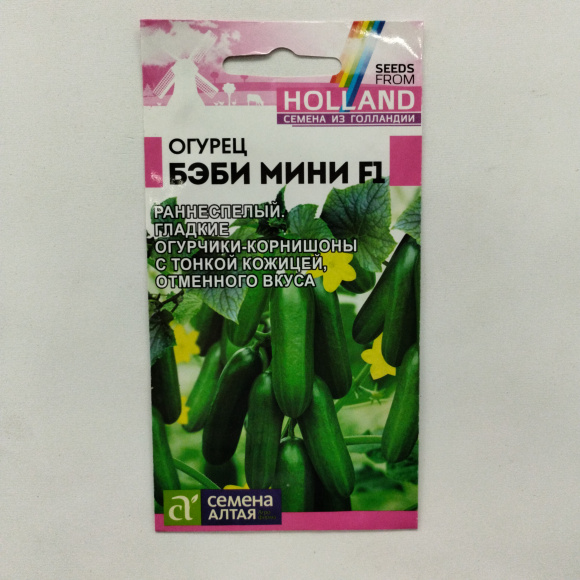 SEEDS
FROM
HOLLAND
СЕМЕНА ИЗ ГОЛЛАНДИИ
ОГУРЕЦ
БЭБИ МИНИ F1
РАННЕСПЕЛЫЙ.
ГЛАДКИЕ
ОГУРЧИКИ-КОРНИШОНЫ
С ТОНКОЙ КОЖИЦЕЙ,
ОТМЕННОГО ВКУСА
а
семена
АЛТАЯ